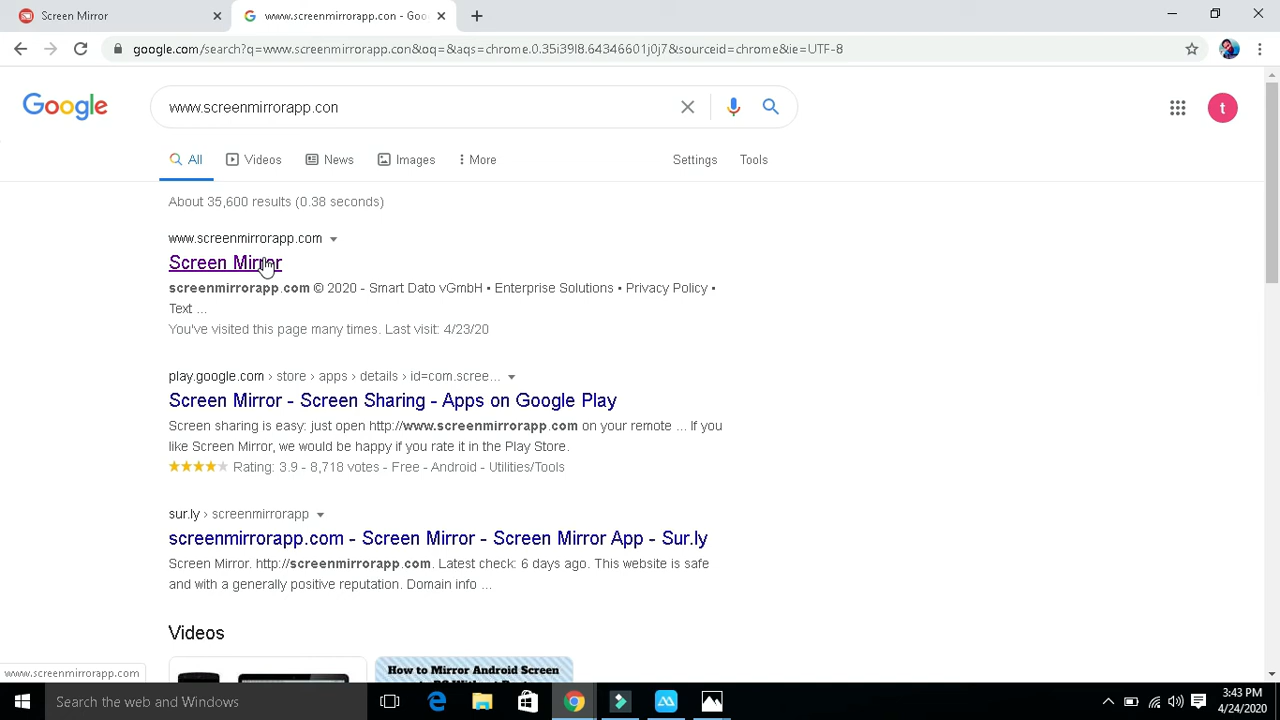 Screen Mirror
www.screenmirrorapp.con - Goo
google.com/search?q=www.screenmirrorapp.con&oq=&aqs=chrome.0.35i39l8.64346601j0j7&sourceid=chrome&ie=UTF-8
Google
www.screenmirrorapp.con
t
All
Videos
News
Images
More
Settings
Tools
About 35,600 results (0.38 seconds)
www.screenmirrorapp.com
Screen Mirror
screenmirrorapp.com © 2020 - Smart Dato vGmbH • Enterprise Solutions • Privacy Policy •
Text ...
You've visited this page many times. Last visit: 4/23/20
play.google.com › store › apps › details › id=com.scree...
Screen Mirror - Screen Sharing - Apps on Google Play
Screen sharing is easy: just open http://www.screenmirrorapp.com on your remote ... If you
like Screen Mirror, we would be happy if you rate it in the Play Store.
Rating: 3.9 - 8,718 votes - Free - Android - Utilities/Tools
sur.ly › screenmirrorapp
screenmirrorapp.com - Screen Mirror - Screen Mirror App - Sur.ly
Screen Mirror. http://screenmirrorapp.com. Latest check: 6 days ago. This website is safe
and with a generally positive reputation. Domain info ...
Videos
How to Mirror Android Screen
www.screenmirrorapp.com
Search the web and Windows
3:43 PM
4/24/2020